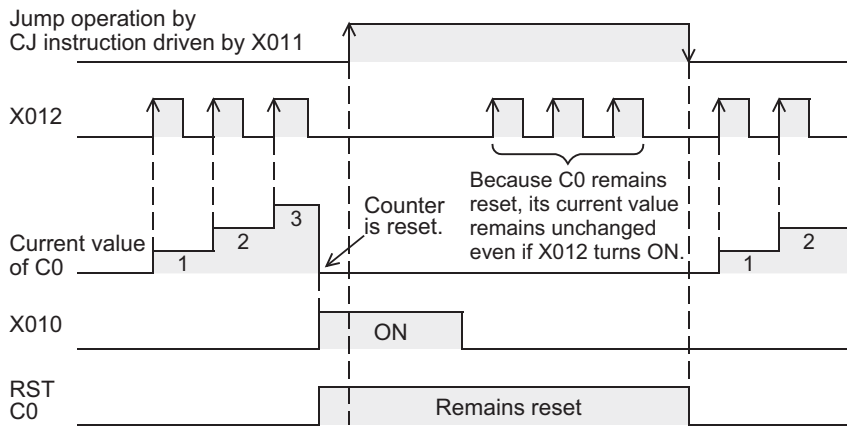 Jump operation by
CJ instruction driven by X011
X012
Because C0 remains
reset, its current value
remains unchanged
even if X012 turns ON.
Counter
is reset.
Current value
of C0
1
2
3
1
2
X010
ON
RST
C0
Remains reset